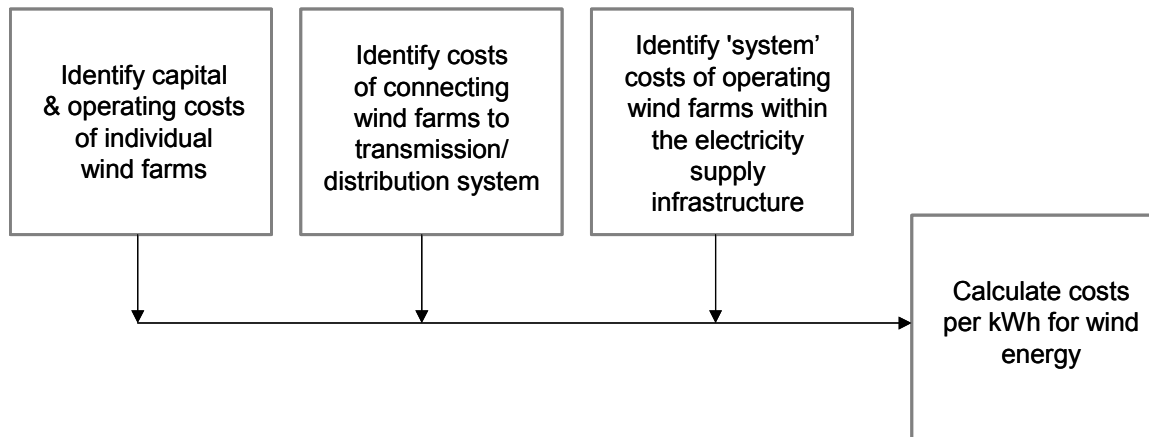 Identify capital
& operating costs
of individual
wind farms
Identify costs
of connecting
wind farms to
transmission/
distribution system
Identify 'system’
costs of operating
wind farms within
the electricity
supply
infrastructure
Calculate costs
per kWh for wind
energy